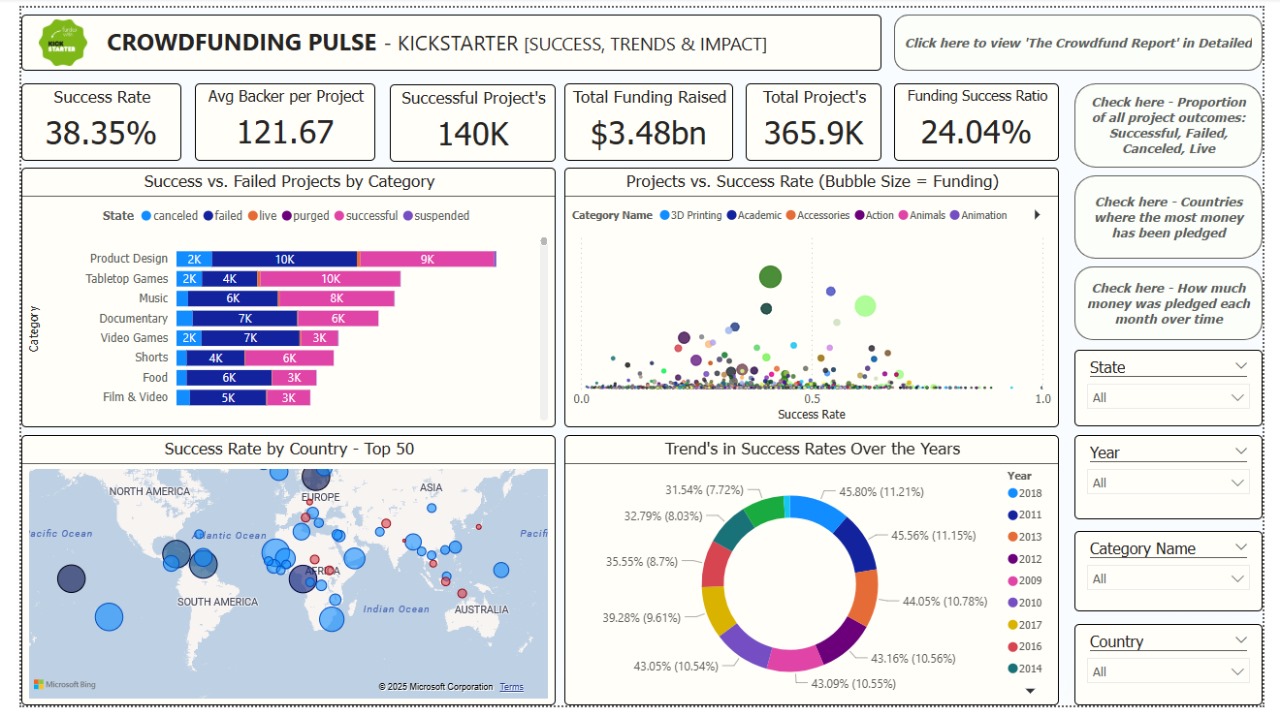 KICK
STARTER
CROWDFUNDING PULSE - KICKSTARTER [SUCCESS, TRENDS & IMPACT]
Click here to view 'The Crowdfund Report' in Detailed
Success Rate
38.35%
Avg Backer per Project
121.67
Successful Project's
140K
Total Funding Raised
$3.48bn
Total Project's
365.9K
Funding Success Ratio
24.04%
Check here - Proportion
of all project outcomes:
Successful, Failed,
Canceled, Live
Check here - Countries
where the most money
has been pledged
Check here - How much
money was pledged each
month over time
Success vs. Failed Projects by Category
State canceled failed live purged successful suspended
Category
Product Design 2K 10K 9K
Tabletop Games 2K 4K 10K
Music 6K 8K
Documentary 7K 6K
Video Games 2K 7K 3K
Shorts 4K 6K
Food 6K 3K
Film & Video 5K 3K
Projects vs. Success Rate (Bubble Size = Funding)
Category Name 3D Printing Academic Accessories Action Animals Animation
0.0 0.5 1.0
Success Rate
Success Rate by Country - Top 50
NORTH AMERICA
EUROPE
ASIA
acific Ocean
Atlantic Ocean
Pacif
AFRICA
SOUTH AMERICA
Indian Ocean
AUSTRALIA
Microsoft Bing
© 2025 Microsoft Corporation Terms
Trend's in Success Rates Over the Years
45.80% (11.21%)
45.56% (11.15%)
44.05% (10.78%)
43.16% (10.56%)
43.09% (10.55%)
43.05% (10.54%)
39.28% (9.61%)
35.55% (8.7%)
32.79% (8.03%)
31.54% (7.72%)
Year
2018
2011
2013
2012
2009
2010
2017
2016
2014
State
All
Year
All
Category Name
All
Country
All